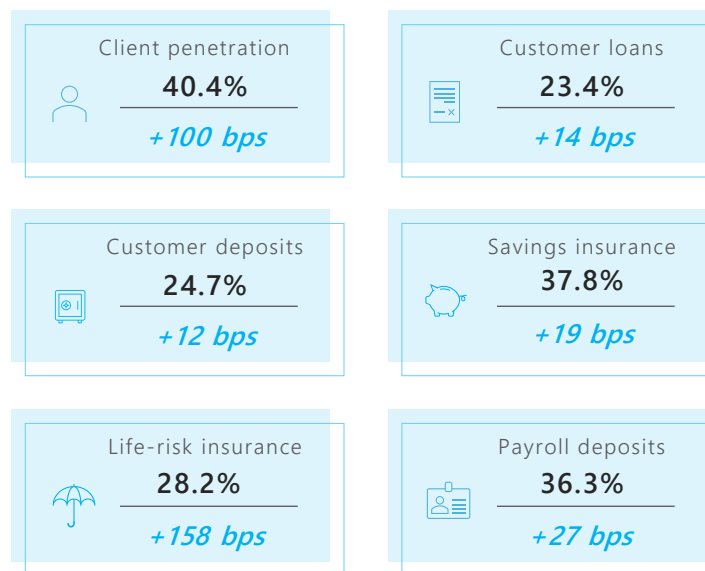 Client penetration
40.4%
+100 bps
Customer loans
23.4%
+14 bps
Customer deposits
24.7%
+12 bps
Savings insurance
37.8%
+19 bps
Life-risk insurance
28.2%
+158 bps
Payroll deposits
36.3%
+27 bps